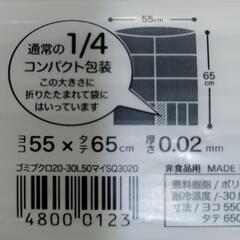 55cm
通常の1/4
コンパクト包装
この大きさに
折りたたまれて袋に
はいっています。
65
cm
ヨコ55×タテ65cm 厚さ0.02mm
ゴミブクロ20-30L50マイSQ3020
4800 0123
非食品用 MADE
原料樹脂/ポリ
耐冷温度/-30
寸法/ヨコ550
タテ650